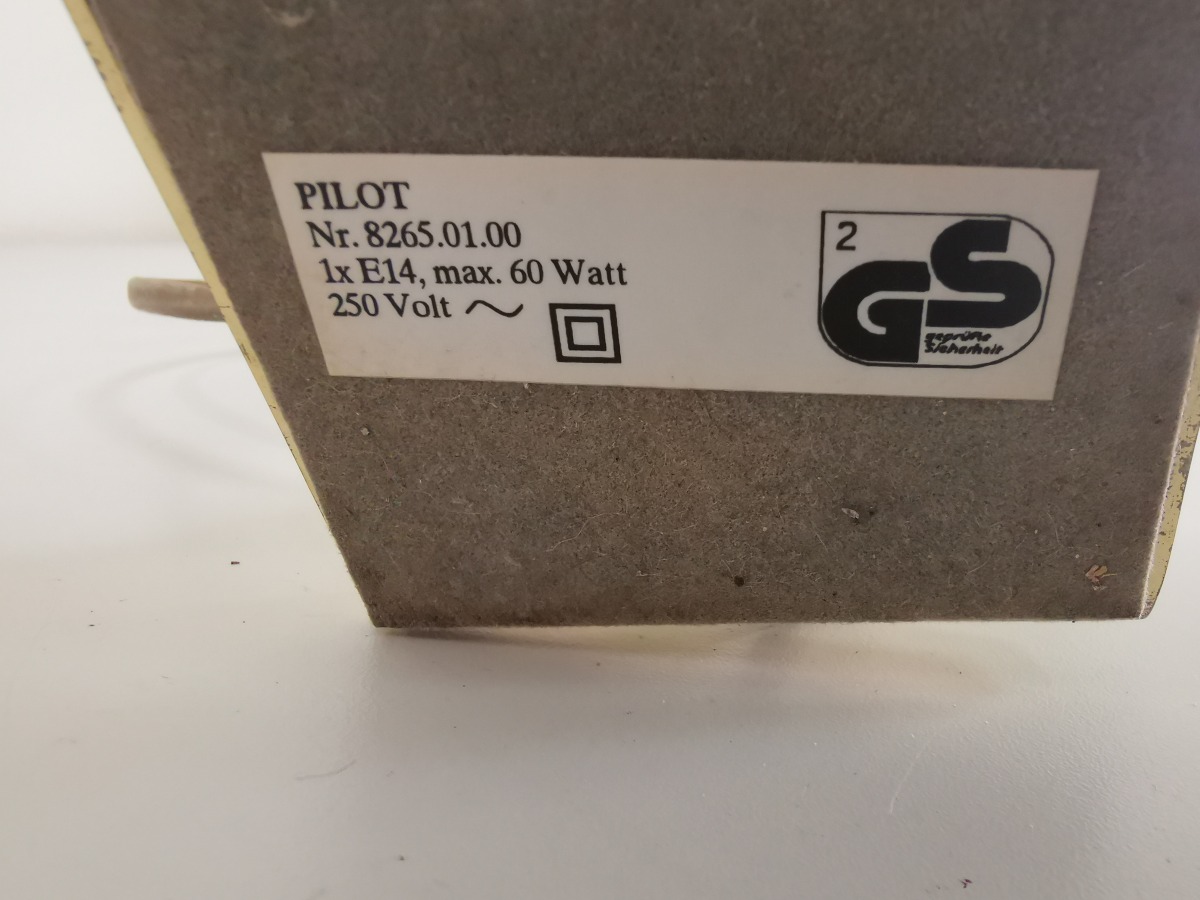 PILOT
Nr. 8265.01.00
1x E14, max. 60 Watt
250 Volt ~
2
GS
geprüfte
Sicherheit